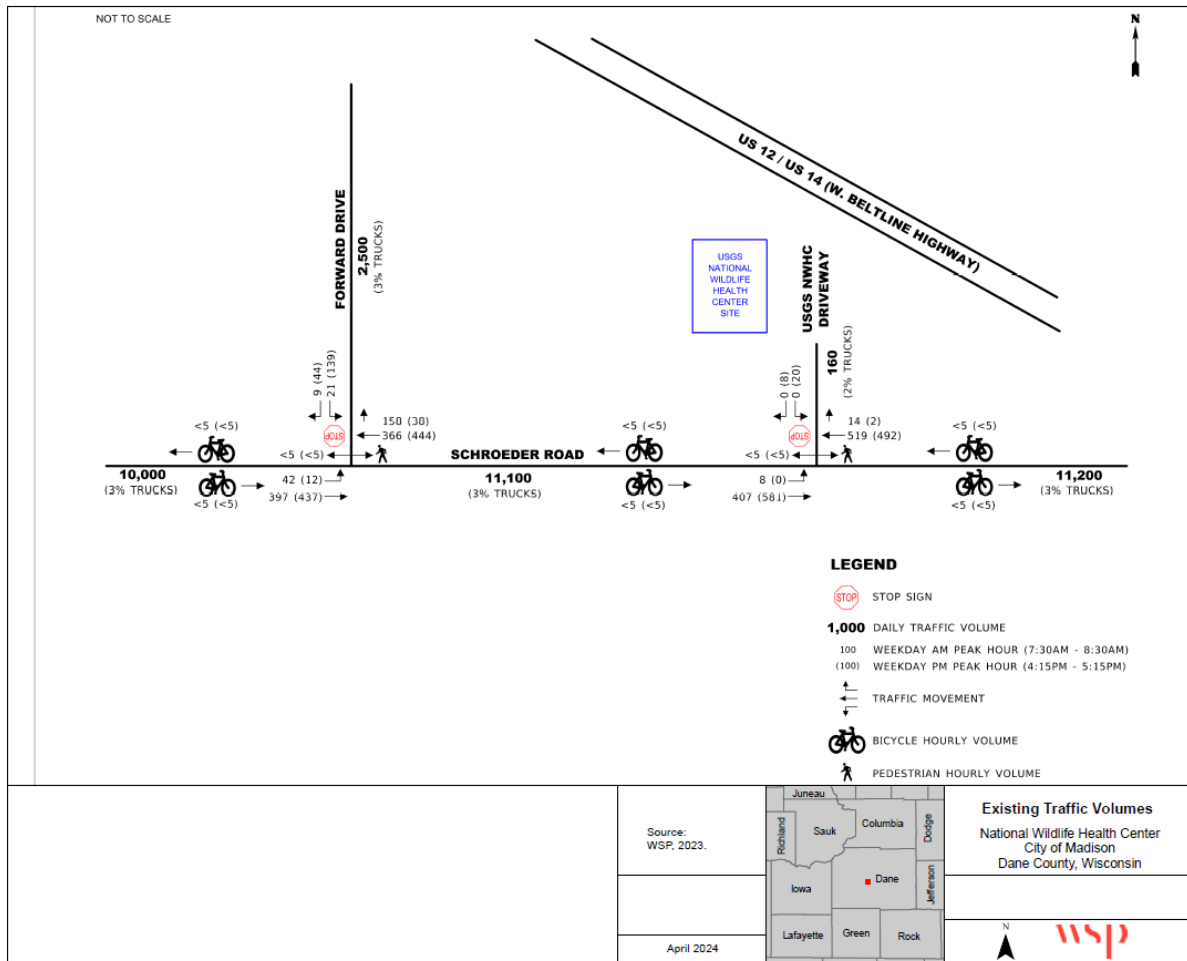 NOT TO SCALE
N
US 12 / US 14 (W. BELTLINE HIGHWAY)
FORWARD DRIVE
2,500
(3% TRUCKS)
USGS
NATIONAL
WILDLIFE
HEALTH
CENTER
SITE
USGS NWHC
DRIVEWAY
160
(2% TRUCKS)
9 (44)
21 (139)
0 (8)
0 (20)
<5 (<5)
STOP
150 (38)
366 (444)
<5 (<5)
<5 (<5)
STOP
14 (2)
519 (492)
<5 (<5)
<5 (<5)
SCHROEDER ROAD
10,000
(3% TRUCKS)
<5 (<5)
42 (12)
397 (437)
11,100
(3% TRUCKS)
<5 (<5)
8 (0)
407 (581)
<5 (<5)
11,200
(3% TRUCKS)
LEGEND
STOP STOP SIGN
1,000 DAILY TRAFFIC VOLUME
100 WEEKDAY AM PEAK HOUR (7:30AM - 8:30AM)
(100) WEEKDAY PM PEAK HOUR (4:15PM - 5:15PM)
TRAFFIC MOVEMENT
BICYCLE HOURLY VOLUME
PEDESTRIAN HOURLY VOLUME
Source:
WSP, 2023.
April 2024
Juneau
Richland
Sauk
Columbia
Dodge
Iowa
Dane
Jefferson
Lafayette
Green
Rock
Existing Traffic Volumes
National Wildlife Health Center
City of Madison
Dane County, Wisconsin
N
wsp